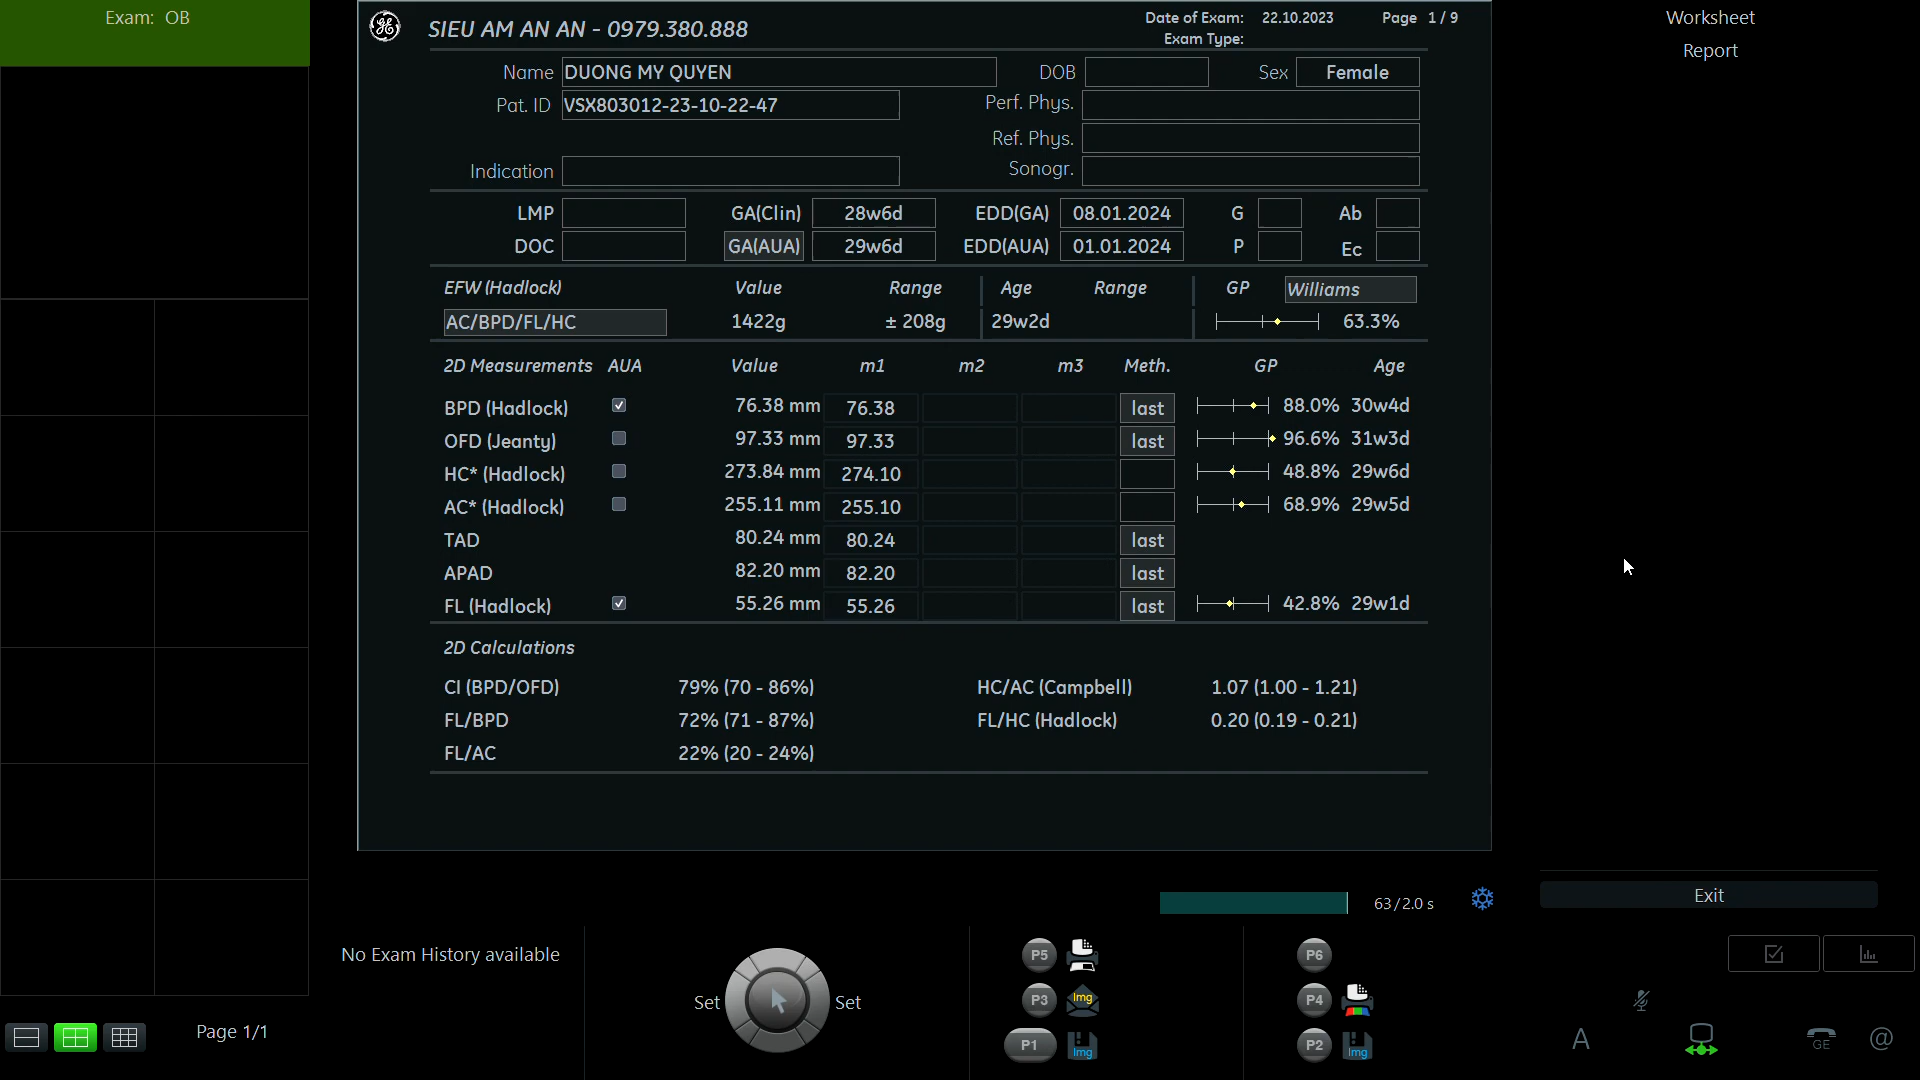 Exam: OB
SIEU AM AN AN - 0979.380.888
Date of Exam: 22.10.2023 Page 1 / 9
Exam Type:
Name DUONG MY QUYEN DOB Sex Female
Pat. ID VSX803012-23-10-22-47 Perf. Phys.
Ref. Phys.
Indication Sonogr.
LMP GA(Clin) 28w6d EDD(GA) 08.01.2024 G Ab
DOC GA(AUA) 29w6d EDD(AUA) 01.01.2024 P Ec
EFW (Hadlock) Value Range Age Range GP Williams
AC/BPD/FL/HC 1422g ± 208g 29w2d 63.3%
2D Measurements AUA Value m1 m2 m3 Meth. GP Age
BPD (Hadlock) 76.38 mm 76.38 last 88.0% 30w4d
OFD (Jeanty) 97.33 mm 97.33 last 96.6% 31w3d
HC* (Hadlock) 273.84 mm 274.10 48.8% 29w6d
AC* (Hadlock) 255.11 mm 255.10 68.9% 29w5d
TAD 80.24 mm 80.24 last
APAD 82.20 mm 82.20 last
FL (Hadlock) 55.26 mm 55.26 last 42.8% 29w1d
2D Calculations
CI (BPD/OFD) 79% (70 - 86%) HC/AC (Campbell) 1.07 (1.00 - 1.21)
FL/BPD 72% (71 - 87%) FL/HC (Hadlock) 0.20 (0.19 - 0.21)
FL/AC 22% (20 - 24%)
Worksheet
Report
63 / 2.0 s
Exit
No Exam History available
Set Set
P5 P6
P3 Img P4
P1 Img P2 Img
Page 1/1
A GE @